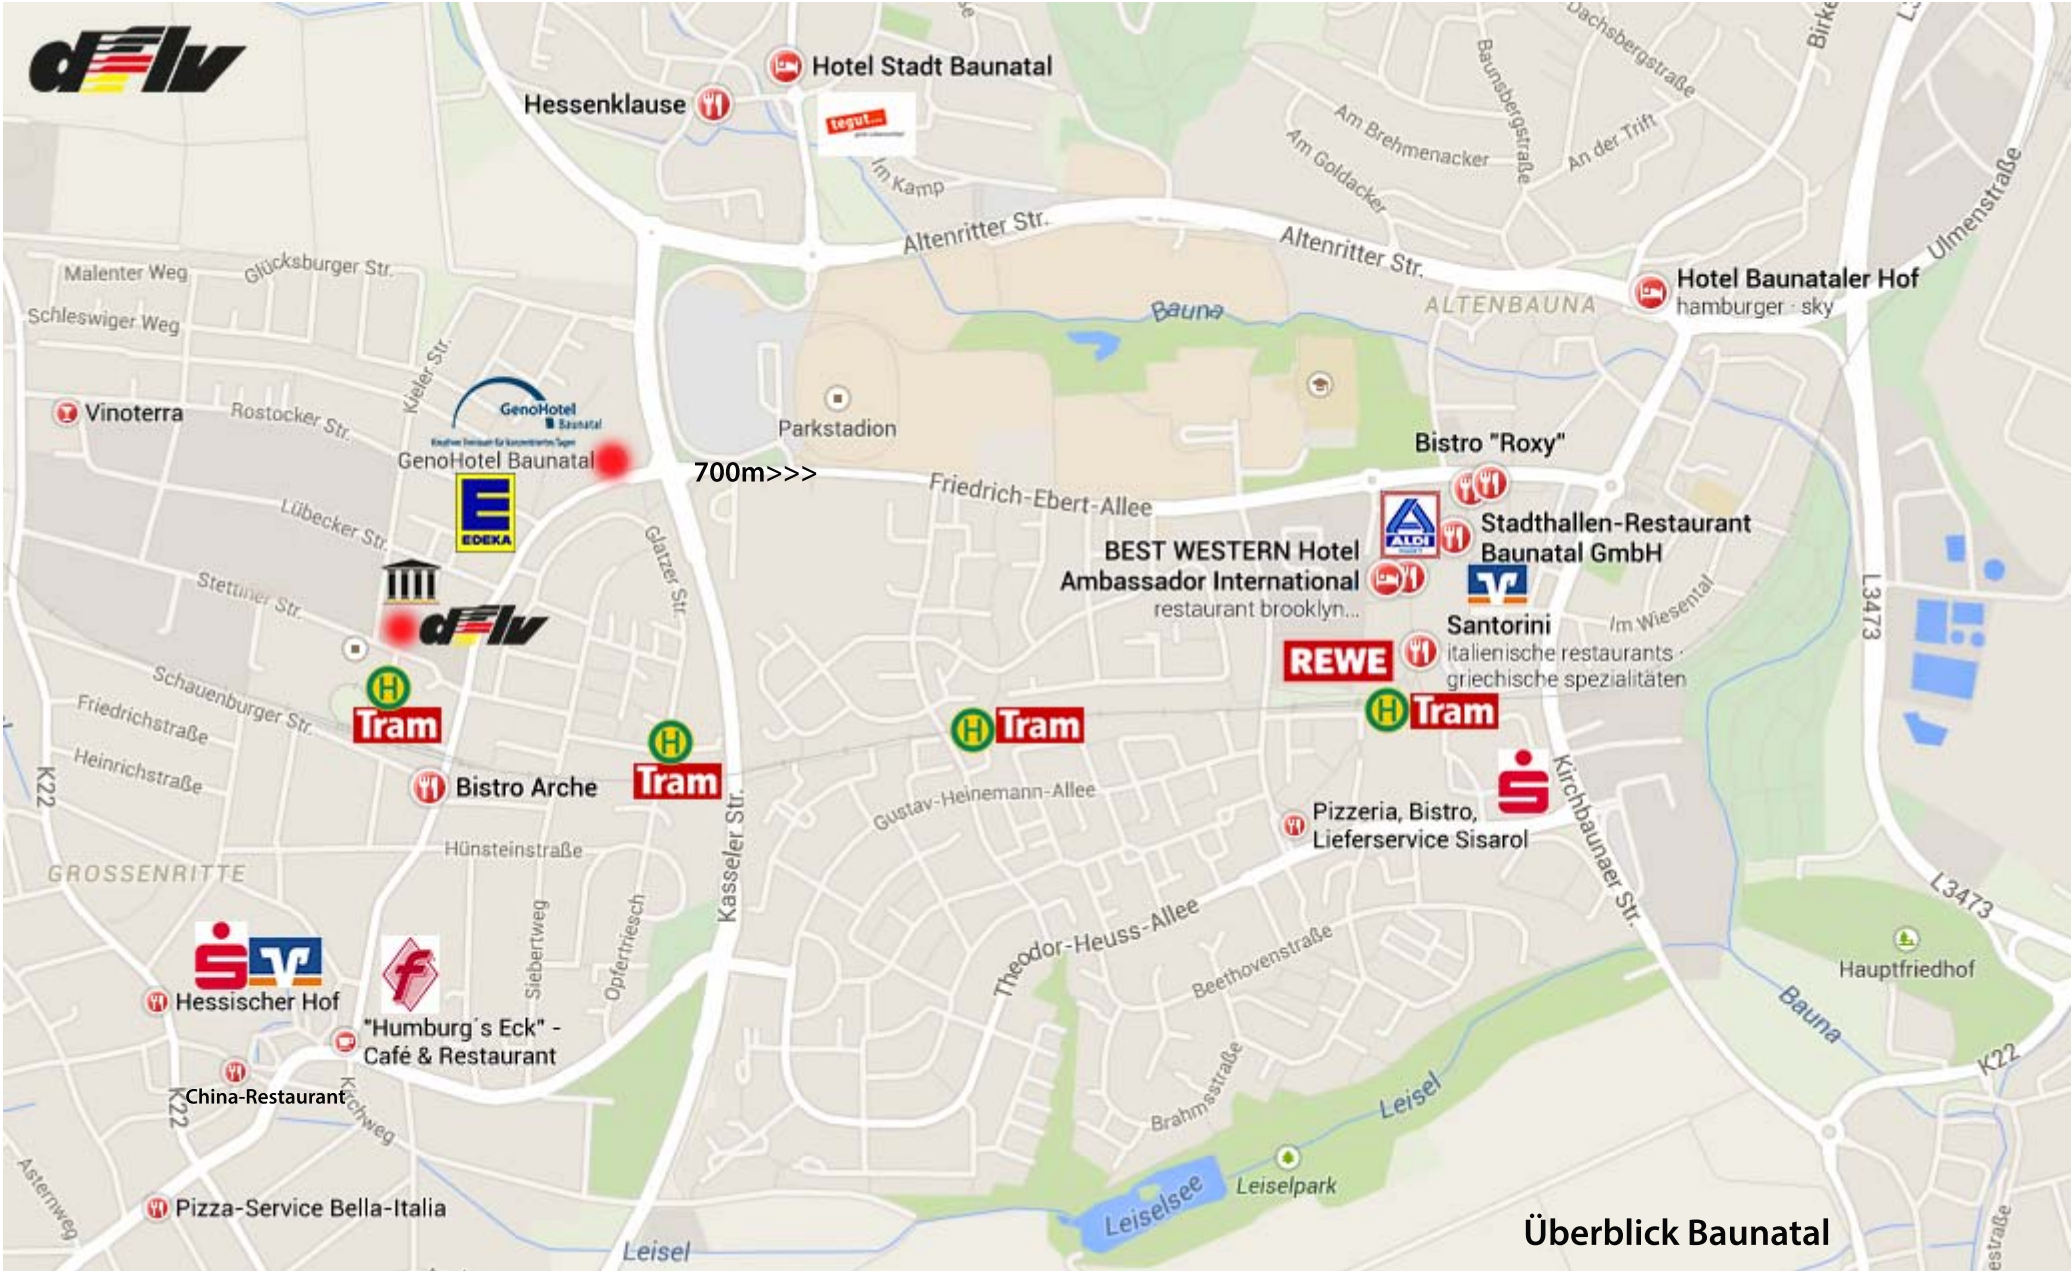 dflv
Hotel Stadt Baunatal
Hessenklause
tegut...
Im Kamp
Dachsbergstraße
Baunsbergstraße
Am Brehmenacker
An der Trift
Am Goldacker
Altenritter Str.
Altenritter Str.
Ulmenstraße
Malenter Weg
Glücksburger Str.
Schleswiger Weg
Hotel Baunataler Hof
hamburger · sky
ALTENBAUNA
Bauna
Kieler Str.
Vinoterra
Rostocker Str.
GenoHotel
Baunatal
GenoHotel Baunatal
Parkstadion
700m>>>
Friedrich-Ebert-Allee
Bistro "Roxy"
EDEKA
Lübecker Str.
Glatzer Str.
ALDI
MARKT
Stadthallen-Restaurant
Baunatal GmbH
BEST WESTERN Hotel
Ambassador International
restaurant brooklyn...
Stettiner Str.
dflv
Im Wiesental
L3473
Santorini
italienische restaurants ·
griechische spezialitäten
REWE
H
Tram
H
Tram
H
Tram
H
Tram
Schauenburger Str.
Friedrichstraße
Heinrichstraße
K22
Bistro Arche
Gustav-Heinemann-Allee
Kirchbaunaer Str.
Pizzeria, Bistro,
Lieferservice Sisarol
Kasseler Str.
Hünsteinstraße
GROSSENRITTE
Siebertweg
Opferriesch
Theodor-Heuss-Allee
Beethovenstraße
L3473
Hauptfriedhof
Hessischer Hof
"Humburg´s Eck" -
Café & Restaurant
China-Restaurant
K22
Kirchweg
Bauna
K22
Brahmsstraße
Leisel
Asternweg
Pizza-Service Bella-Italia
Leiselpark
Leiselsee
Leisel
Überblick Baunatal